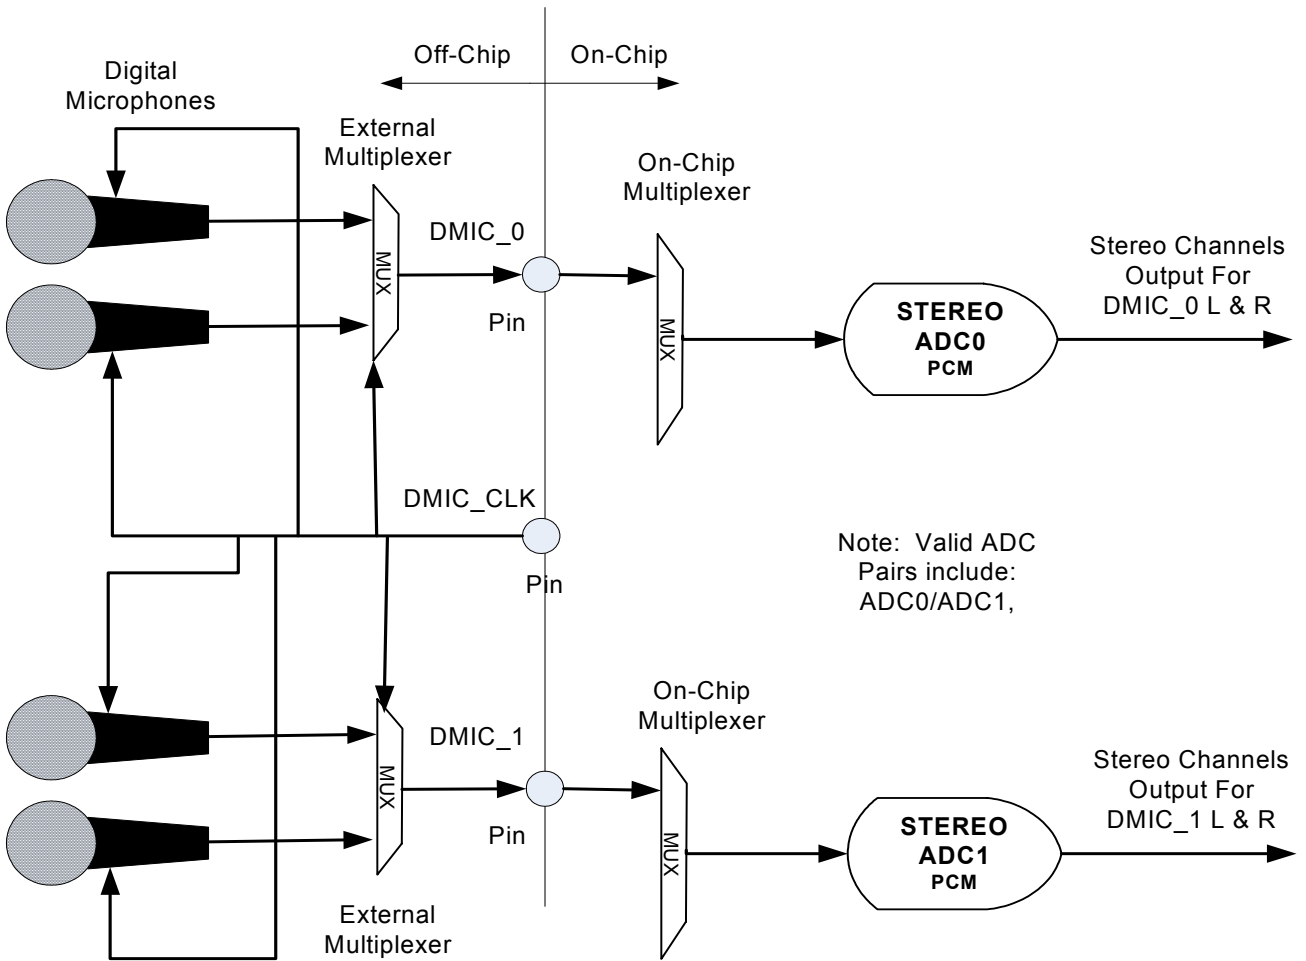 Off-Chip
On-Chip
Digital
Microphones
External
Multiplexer
On-Chip
Multiplexer
DMIC_0
MUX
Pin
MUX
STEREO
ADC0
PCM
Stereo Channels
Output For
DMIC_0 L & R
DMIC_CLK
Pin
Note: Valid ADC
Pairs include:
ADC0/ADC1,
On-Chip
Multiplexer
DMIC_1
MUX
Pin
MUX
STEREO
ADC1
PCM
Stereo Channels
Output For
DMIC_1 L & R
External
Multiplexer